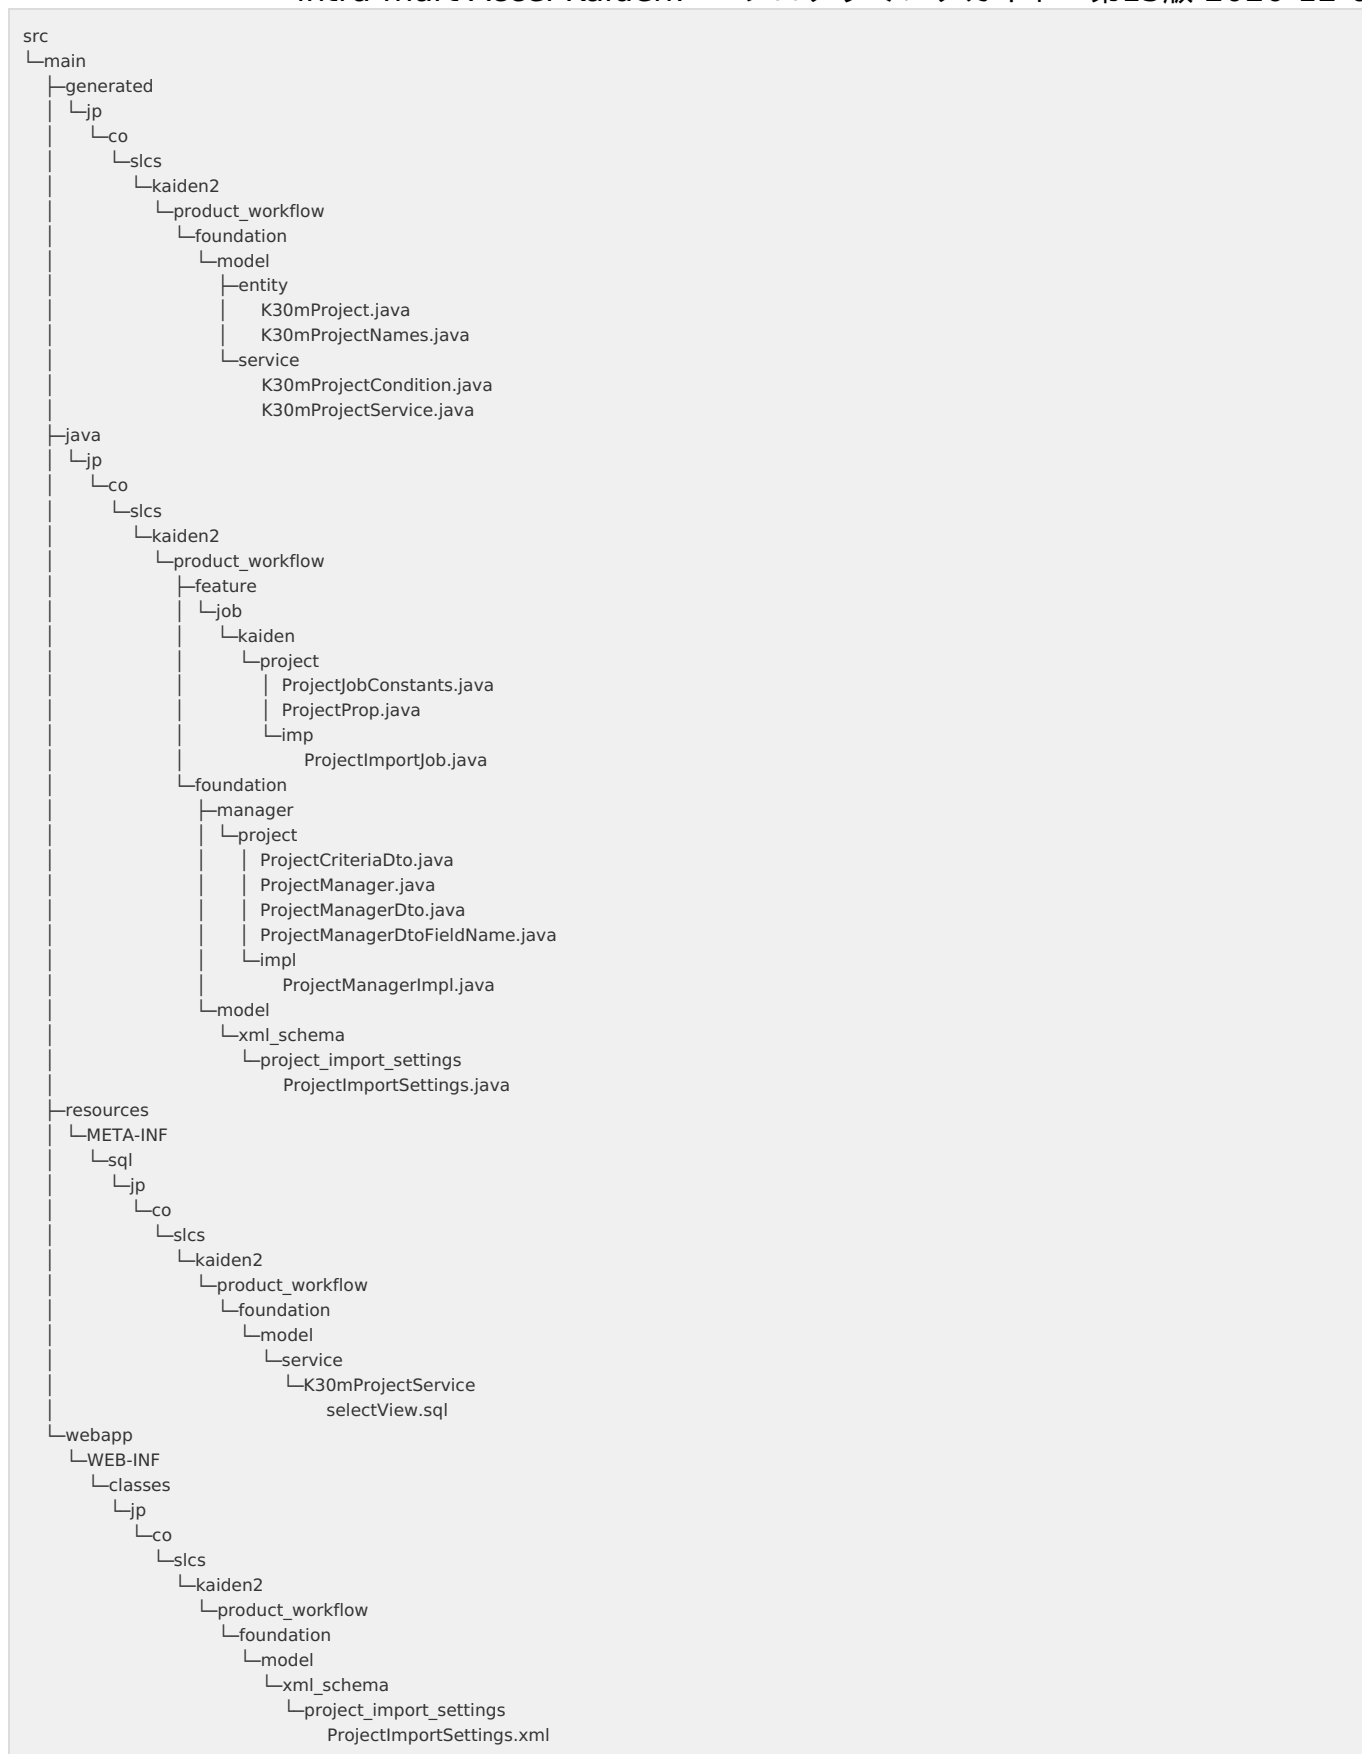 src
└─main
├─generated
│ └─jp
│ └─co
│ └─slcs
│ └─kaiden2
│ └─product_workflow
│ └─foundation
│ └─model
│ ├─entity
│ │ K30mProject.java
│ │ K30mProjectNames.java
│ └─service
│ K30mProjectCondition.java
│ K30mProjectService.java
├─java
│ └─jp
│ └─co
│ └─slcs
│ └─kaiden2
│ └─product_workflow
│ ├─feature
│ │ └─job
│ │ └─kaiden
│ │ └─project
│ │ │ ProjectJobConstants.java
│ │ │ ProjectProp.java
│ │ └─imp
│ │ ProjectImportJob.java
│ └─foundation
│ ├─manager
│ │ └─project
│ │ │ ProjectCriteriaDto.java
│ │ │ ProjectManager.java
│ │ │ ProjectManagerDto.java
│ │ │ ProjectManagerDtoFieldName.java
│ │ └─impl
│ │ ProjectManagerImpl.java
│ └─model
│ └─xml_schema
│ └─project_import_settings
│ ProjectImportSettings.java
├─resources
│ └─META-INF
│ └─sql
│ └─jp
│ └─co
│ └─slcs
│ └─kaiden2
│ └─product_workflow
│ └─foundation
│ └─model
│ └─service
│ └─K30mProjectService
│ selectView.sql
└─webapp
└─WEB-INF
└─classes
└─jp
└─co
└─slcs
└─kaiden2
└─product_workflow
└─foundation
└─model
└─xml_schema
└─project_import_settings
ProjectImportSettings.xml